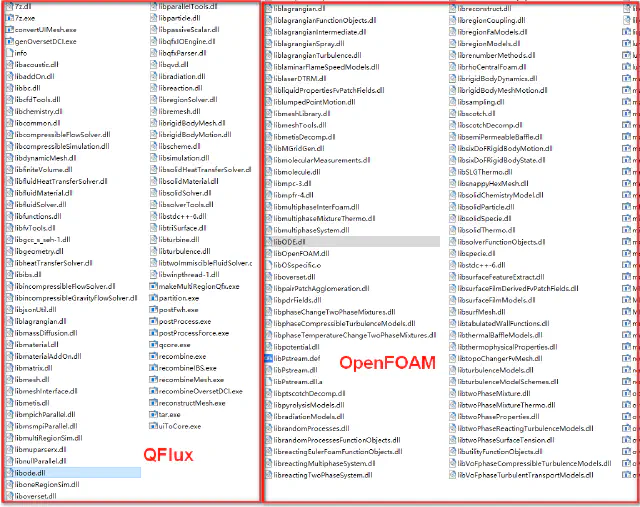 7z.dll
7z.exe
convertUIMesh.exe
genOversetDCI.exe
info
libacoustic.dll
libaddOn.dll
libbc.dll
libcfdTools.dll
libchemistry.dll
libcommon.dll
libcompressibleFlowSolver.dll
libcompressibleSimulation.dll
libdynamicMesh.dll
libfiniteVolume.dll
libfluidHeatTransferSolver.dll
libfluidMaterial.dll
libfluidSolver.dll
libfunctions.dll
libfvTools.dll
libgcc_s_seh-1.dll
libgeometry.dll
libheatTransferSolver.dll
libibs.dll
libincompressibleFlowSolver.dll
libincompressibleGravityFlowSolver.dll
libjsonUtil.dll
liblagrangian.dll
libmassDiffusion.dll
libmaterial.dll
libmaterialAddOn.dll
libmatrix.dll
libmesh.dll
libmeshInterface.dll
libmetis.dll
libmpichParallel.dll
libmsmpiParallel.dll
libmultiRegionSim.dll
libmuparserx.dll
libnullParallel.dll
libode.dll
liboneRegionSim.dll
liboverset.dll
libparallelTools.dll
libparticle.dll
libpassiveScalar.dll
libqfxIOEngine.dll
libqfxParser.dll
libqvd.dll
libradiation.dll
libreaction.dll
libregionSolver.dll
libremesh.dll
librigidBodyMesh.dll
librigidBodyMotion.dll
libscheme.dll
libsimulation.dll
libsolidHeatTransferSolver.dl
libsolidMaterial.dll
libsolidSolver.dll
libsolverTools.dll
libstdc++-6.dll
libtriSurface.dll
libturbine.dll
libturbulence.dll
libtwoImmiscibleFluidSolver.c
libwinpthread-1.dll
makeMultiRegionQfx.exe
partition.exe
postFwh.exe
postProcess.exe
postProcessForce.exe
qcore.exe
recombine.exe
recombineIBS.exe
recombineMesh.exe
recombineOversetDCI.exe
reconstructMesh.exe
tar.exe
uiToCore.exe
QFlux
liblagrangian.dll
liblagrangianFunctionObjects.dll
liblagrangianIntermediate.dll
liblagrangianSpray.dll
liblagrangianTurbulence.dll
liblaminarFlameSpeedModels.dll
liblaserDTRM.dll
libliquidPropertiesFvPatchFields.dll
liblumpedPointMotion.dll
libmeshLibrary.dll
libmeshTools.dll
libmetisDecomp.dll
libMGridGen.dll
libmolecularMeasurements.dll
libmolecule.dll
libmpc-3.dll
libmpfr-4.dll
libmultiphaseInterFoam.dll
libmultiphaseMixtureThermo.dll
libmultiphaseSystem.dll
libODE.dll
libOpenFOAM.dll
libOSspecific.o
liboverset.dll
libpairPatchAgglomeration.dll
libpdrFields.dll
libphaseChangeTwoPhaseMixtures.dll
libphaseCompressibleTurbulenceModels.dll
libphaseTemperatureChangeTwoPhaseMixtures.dll
libpotential.dll
libPstream.def
libPstream.dll
libPstream.dll.a
libptscotchDecomp.dll
libpyrolysisModels.dll
libradiationModels.dll
librandomProcesses.dll
librandomProcessesFunctionObjects.dll
libreactingEulerFoamFunctionObjects.dll
libreactingMultiphaseSystem.dll
libreactingTwoPhaseSystem.dll
libreconstruct.dll
libregionCoupling.dll
libregionFaModels.dll
libregionModels.dll
librenumberMethods.dll
librhoCentralFoam.dll
librigidBodyDynamics.dll
librigidBodyMeshMotion.dll
libsampling.dll
libscotch.dll
libscotchDecomp.dll
libsemiPermeableBaffle.dll
libsixDoFRigidBodyMotion.dll
libsixDoFRigidBodyState.dll
libSLGThermo.dll
libsnappyHexMesh.dll
libsolidChemistryModel.dll
libsolidParticle.dll
libsolidSpecie.dll
libsolidThermo.dll
libsolverFunctionObjects.dll
libspecie.dll
libstdc++-6.dll
libsurfaceFeatureExtract.dll
libsurfaceFilmDerivedFvPatchFields.dll
libsurfaceFilmModels.dll
libsurfMesh.dll
libtabulatedWallFunctions.dll
libthermalBaffleModels.dll
libthermophysicalProperties.dll
libtopoChangerFvMesh.dll
libturbulenceModels.dll
libturbulenceModelSchemes.dll
libtwoPhaseMixture.dll
libtwoPhaseMixtureThermo.dll
libtwoPhaseProperties.dll
libtwoPhaseReactingTurbulenceModels.dll
libtwoPhaseSurfaceTension.dll
libutilityFunctionObjects.dll
libVoFphaseCompressibleTurbulenceModels.dll
libVoFphaseTurbulentTransportModels.dll
OpenFOAM